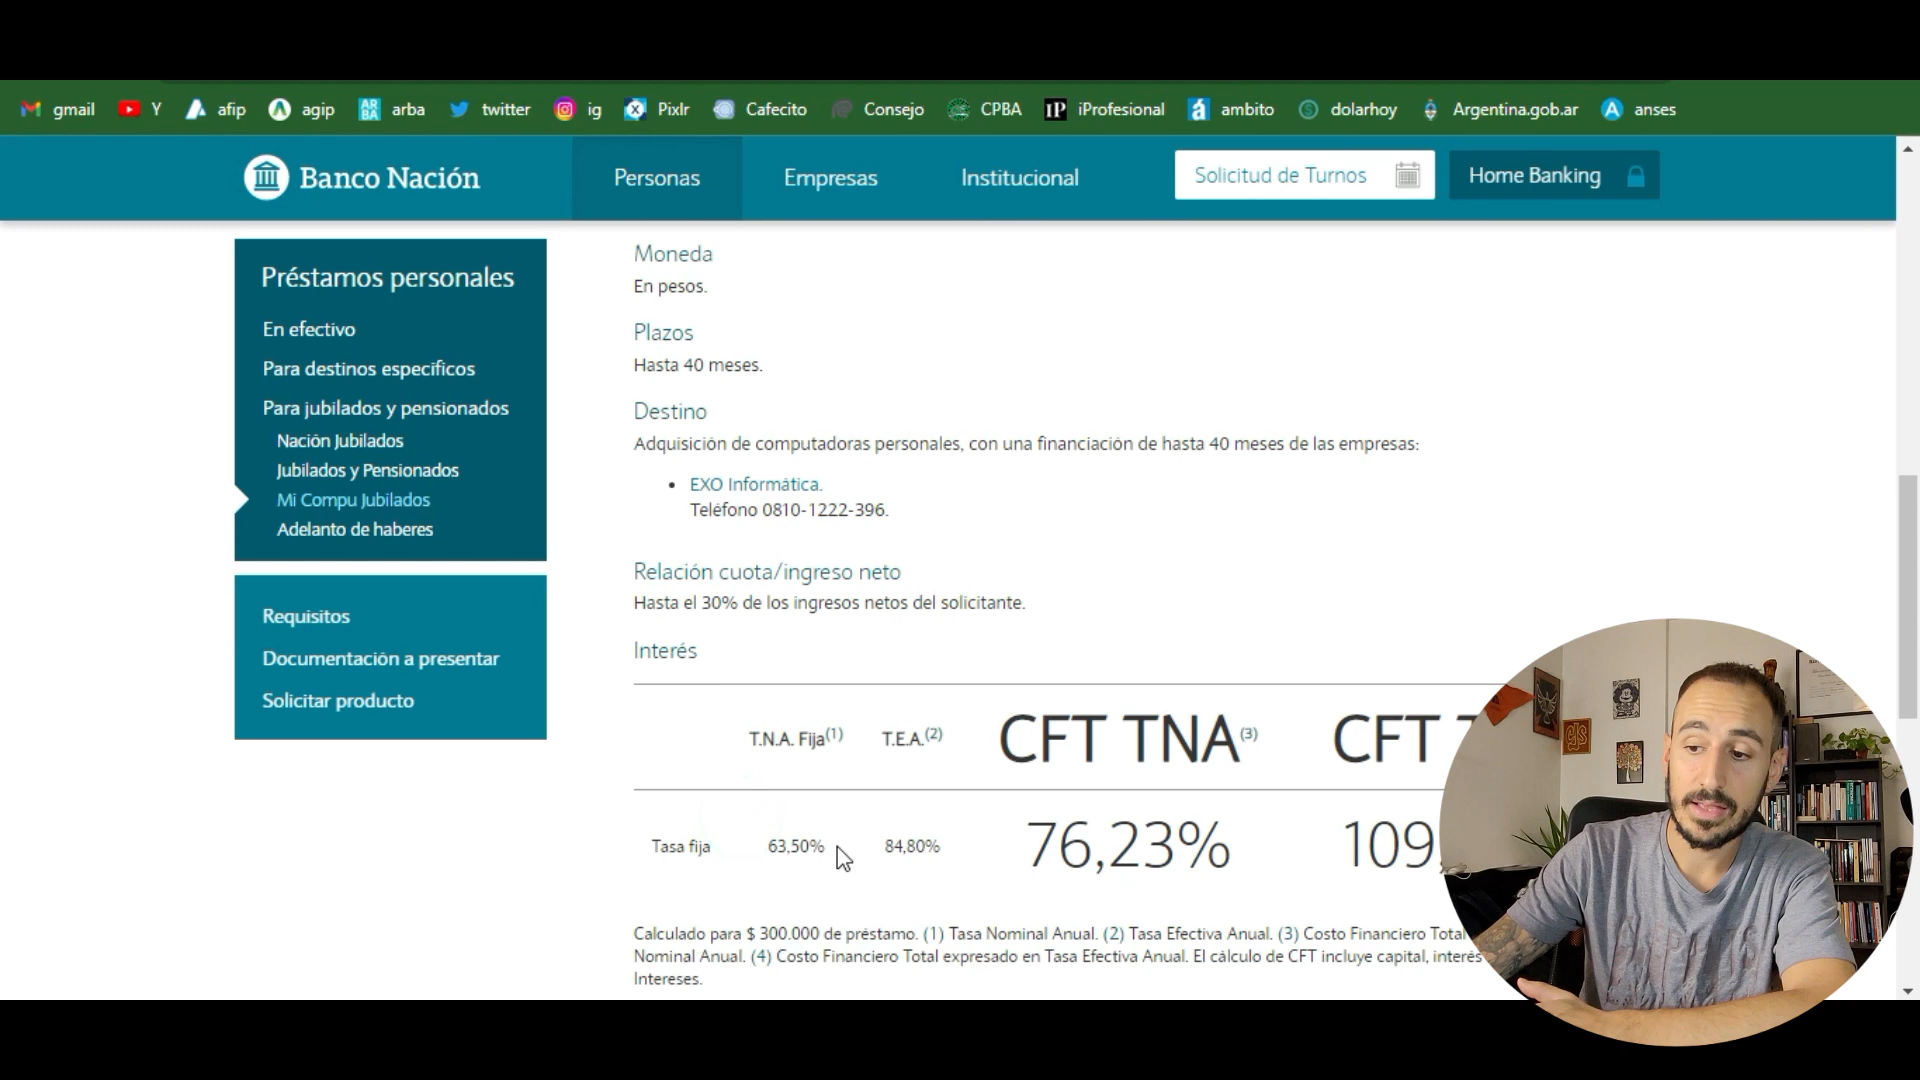 gmail Y afip agip ARBA arba twitter ig Pixlr Cafecito Consejo CPBA IP iProfesional á ambito dolarhoy Argentina.gob.ar anses
Banco Nación Personas Empresas Institucional Solicitud de Turnos Home Banking
Préstamos personales
En efectivo
Para destinos específicos
Para jubilados y pensionados
Nación Jubilados
Jubilados y Pensionados
Mi Compu Jubilados
Adelanto de haberes
Requisitos
Documentación a presentar
Solicitar producto
Moneda
En pesos.
Plazos
Hasta 40 meses.
Destino
Adquisición de computadoras personales, con una financiación de hasta 40 meses de las empresas:
• EXO Informática.
Teléfono 0810-1222-396.
Relación cuota/ingreso neto
Hasta el 30% de los ingresos netos del solicitante.
Interés
T.N.A. Fija(1) T.E.A.(2) CFT TNA(3) CFT
Tasa fija 63,50% 84,80% 76,23% 109,
Calculado para $ 300.000 de préstamo. (1) Tasa Nominal Anual. (2) Tasa Efectiva Anual. (3) Costo Financiero Total
Nominal Anual. (4) Costo Financiero Total expresado en Tasa Efectiva Anual. El cálculo de CFT incluye capital, interés
Intereses.